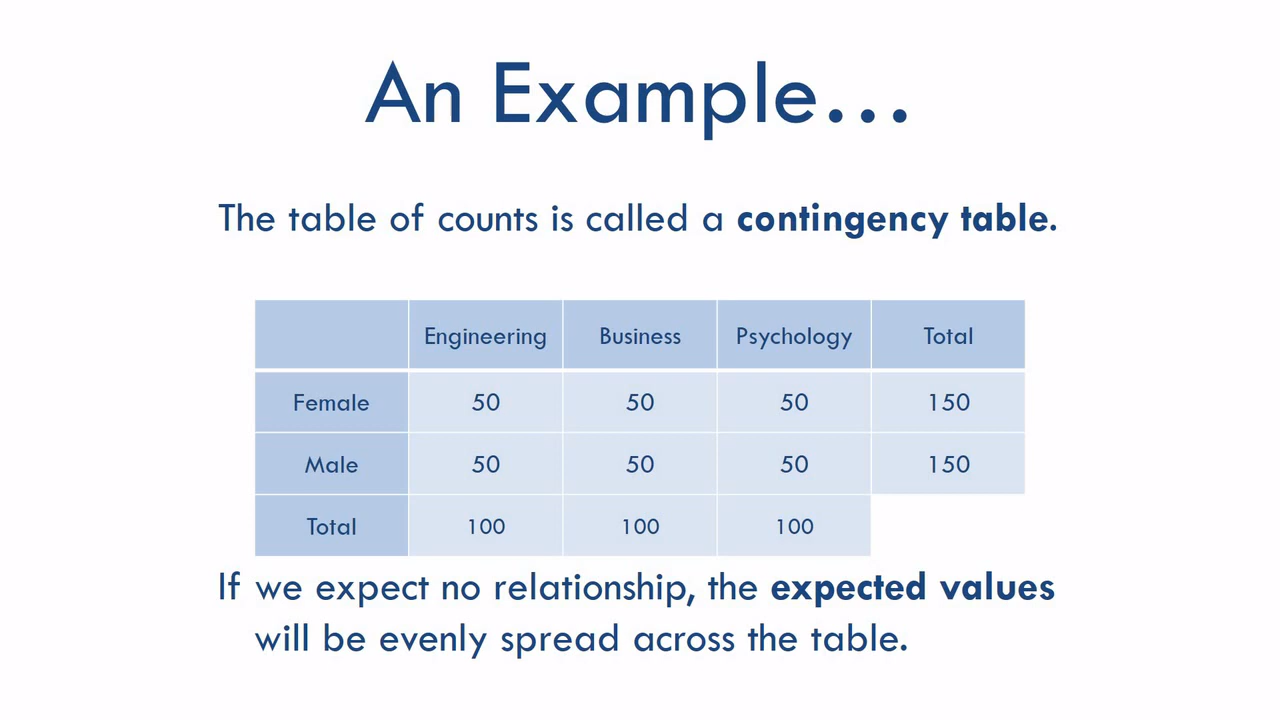 An Example...
The table of counts is called a contingency table.
Engineering Business Psychology Total
Female 50 50 50 150
Male 50 50 50 150
Total 100 100 100
If we expect no relationship, the expected values
will be evenly spread across the table.